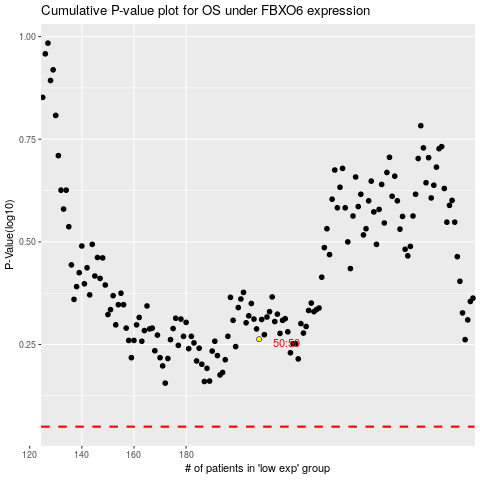 Cumulative P-value plot for OS under FBXO6 expression
P-Value(log10)
1.00
0.75
0.50
0.25
50:50
120 140 160 180
# of patients in 'low exp' group